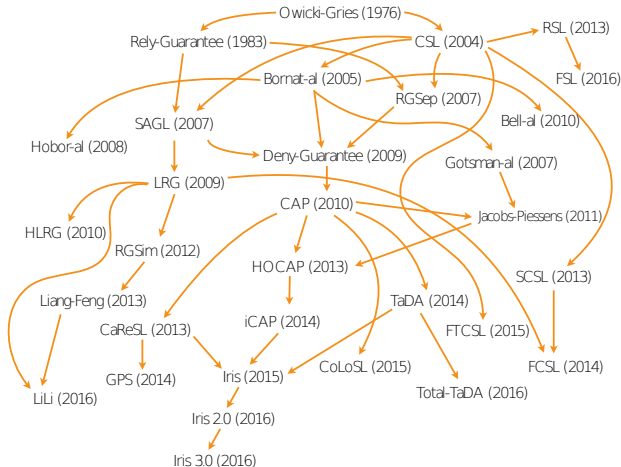 Owicki-Gries (1976)
RSL (2013)
Rely-Guarantee (1983)
CSL (2004)
Bornat-al (2005)
FSL (2016)
RGSep (2007)
SAGL (2007)
Bell-al (2010)
Hobor-al (2008)
Deny-Guarantee (2009)
Gotsman-al (2007)
LRG (2009)
CAP (2010)
Jacobs-Piessens (2011)
HLRG (2010)
RGSim (2012)
HOCAP (2013)
SCSL (2013)
Liang-Feng (2013)
TaDA (2014)
CaReSL (2013)
iCAP (2014)
FTCSL (2015)
GPS (2014)
Iris (2015)
CoLoSL (2015)
FCSL (2014)
LiLi (2016)
Total-TaDA (2016)
Iris 2.0 (2016)
Iris 3.0 (2016)